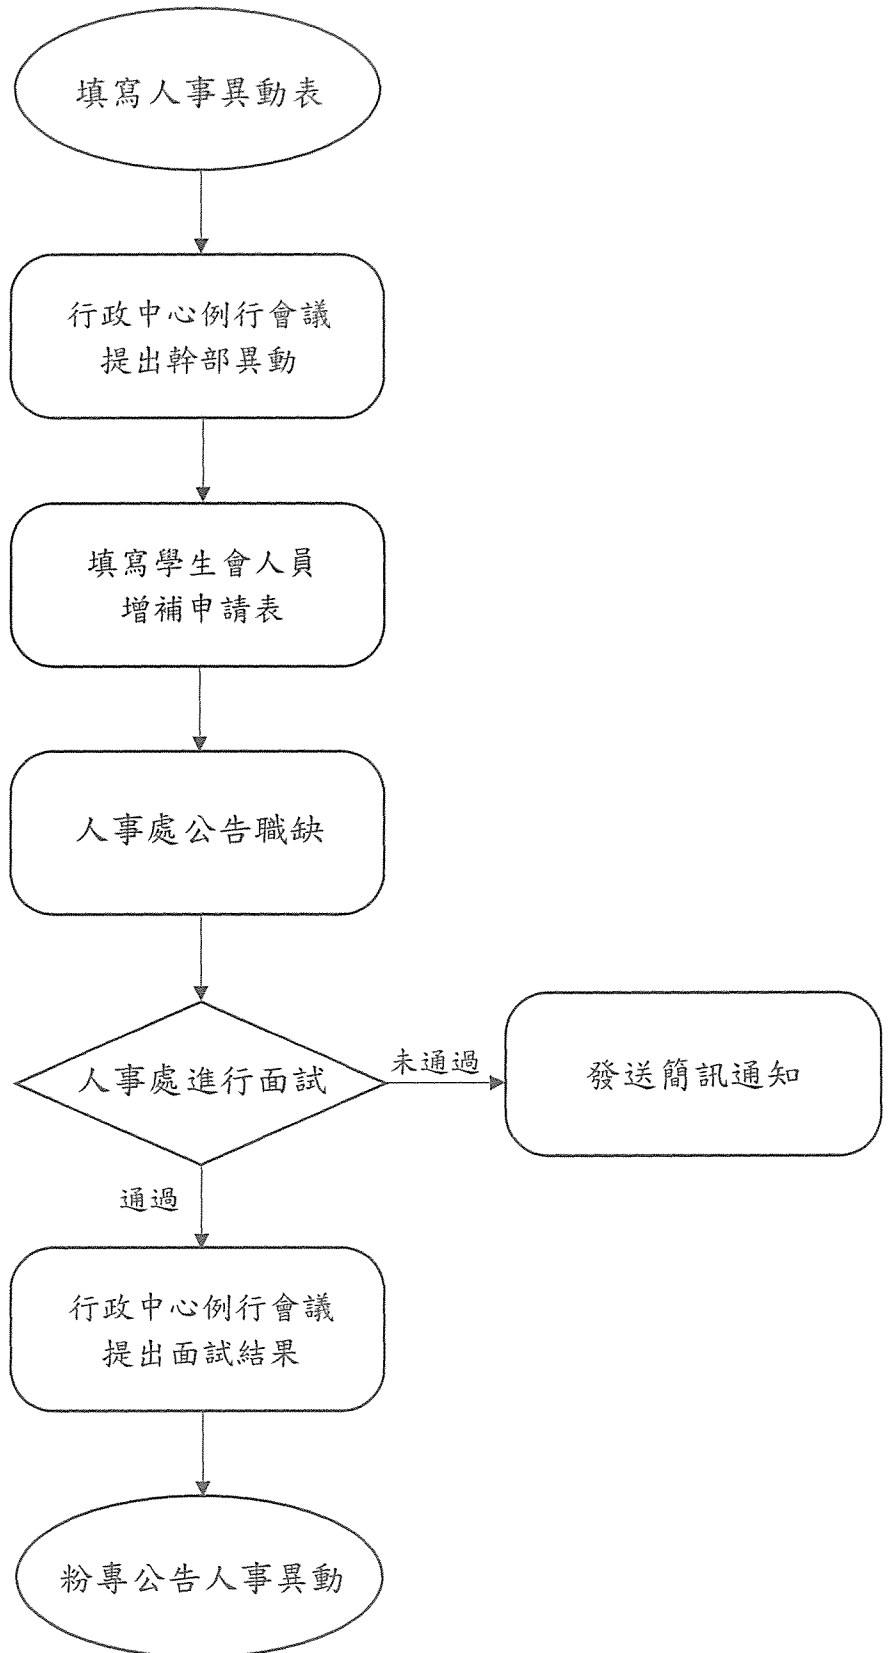 填寫人事異動表
行政中心例行會議
提出幹部異動
填寫學生會人員
增補申請表
人事處公告職缺
人事處進行面試
未通過
發送簡訊通知
通過
行政中心例行會議
提出面試結果
粉專公告人事異動